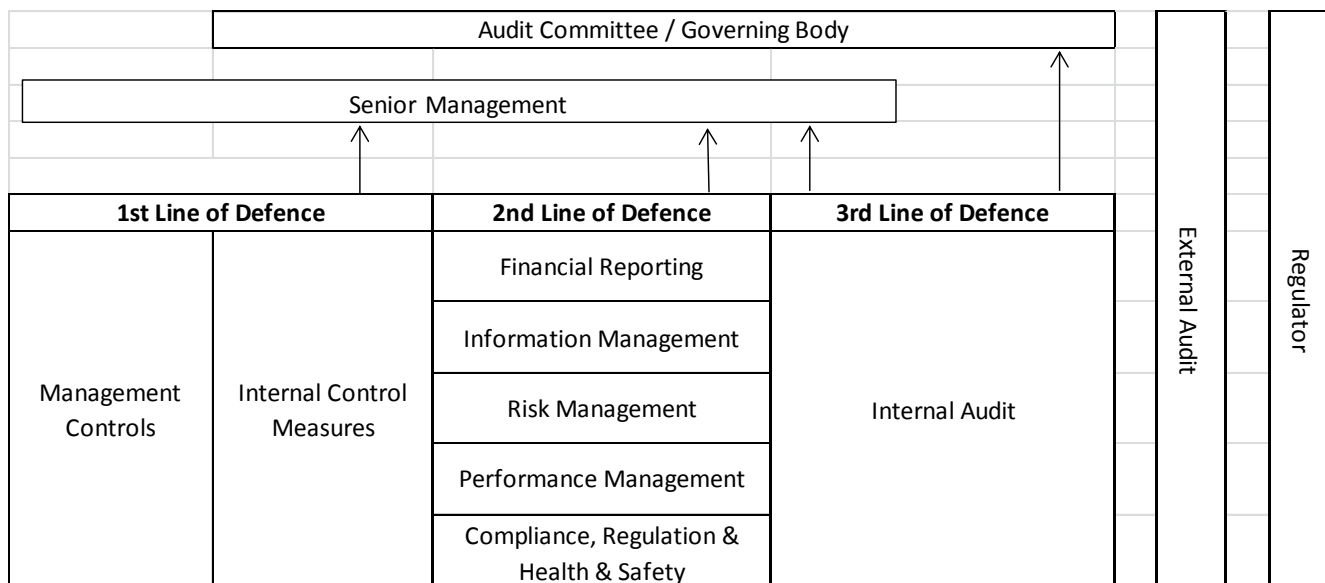 Audit Committee / Governing Body
Senior Management
1st Line of Defence
2nd Line of Defence
3rd Line of Defence
Management
Controls
Internal Control
Measures
Financial Reporting
Information Management
Risk Management
Performance Management
Compliance, Regulation &
Health & Safety
Internal Audit
External Audit
Regulator